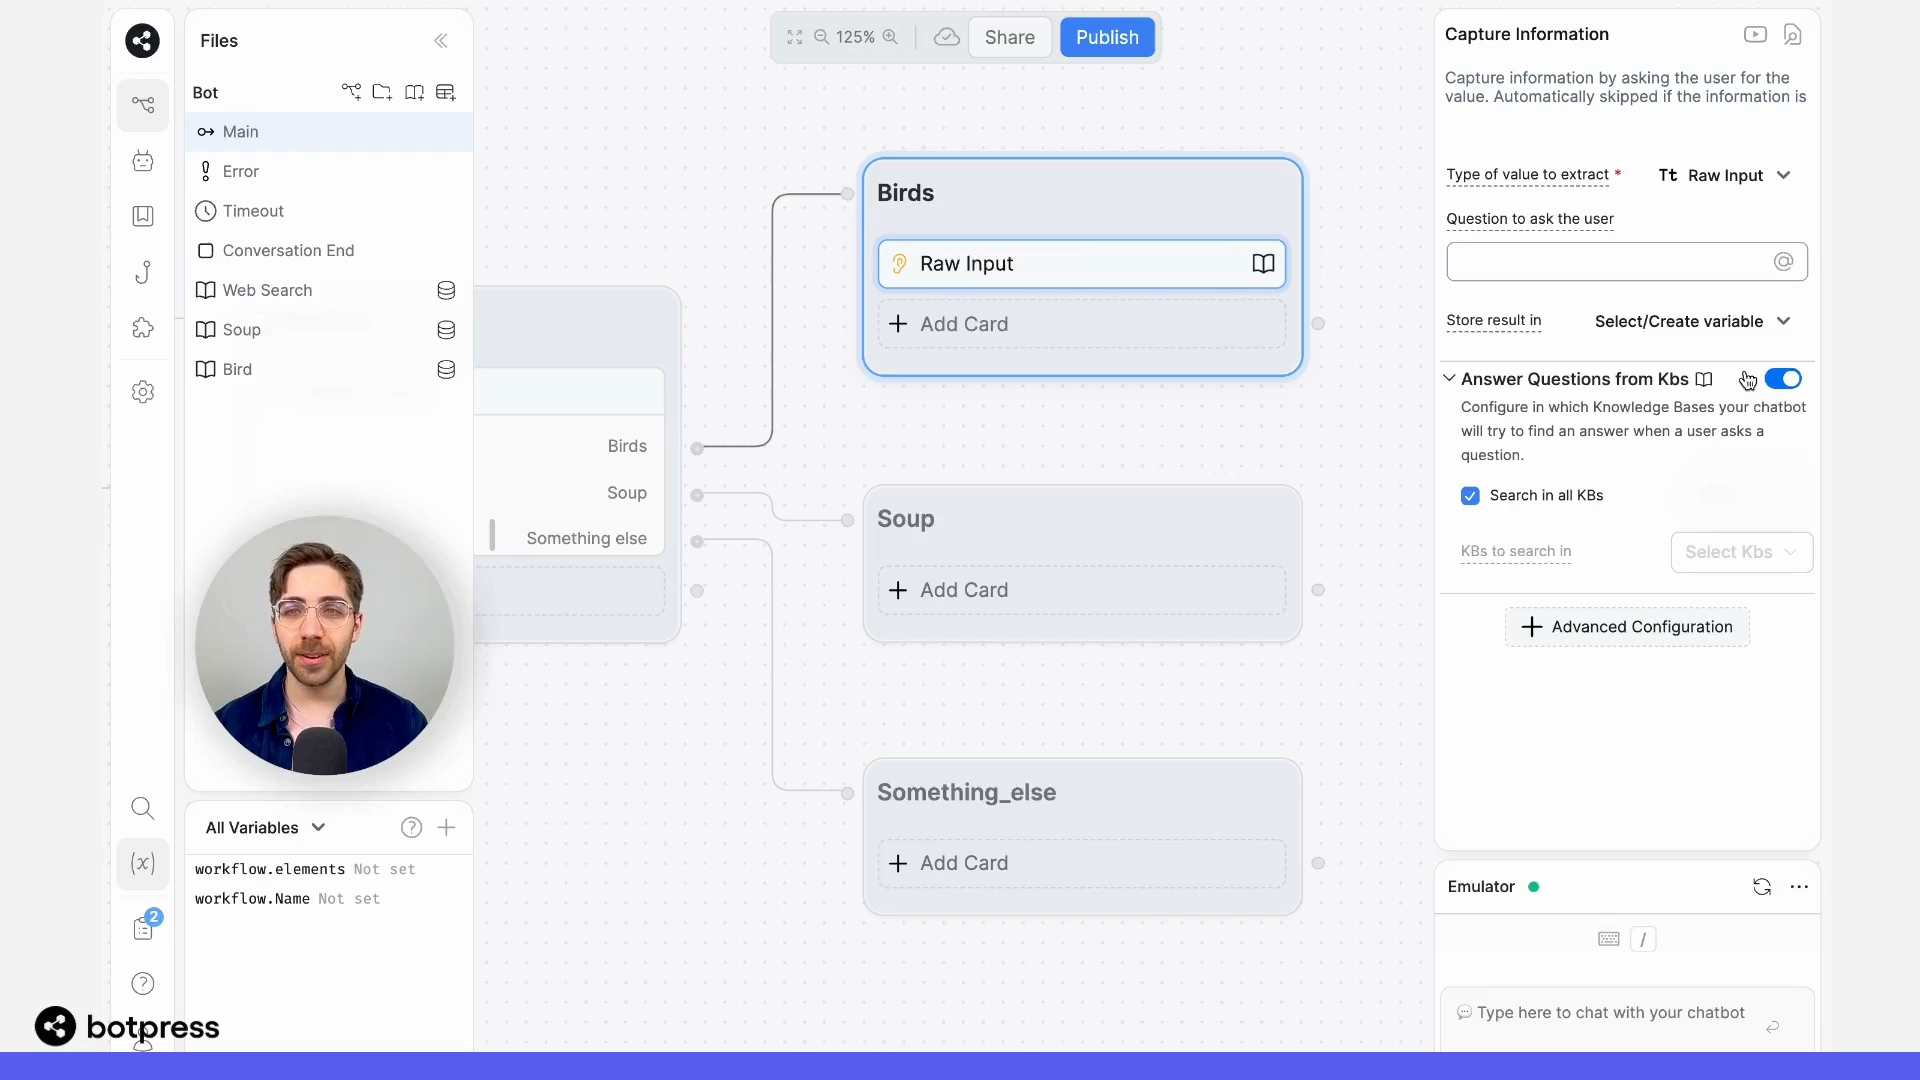 Files
Bot
Main
Error
Timeout
Conversation End
Web Search
Soup
Bird
All Variables
workflow.elements Not set
workflow.Name Not set
2
botpress
125%
Share
Publish
Birds
Soup
Something else
Birds
Raw Input
Add Card
Soup
Add Card
Something_else
Add Card
Capture Information
Capture information by asking the user for the
value. Automatically skipped if the information is
Type of value to extract * Tt Raw Input
Question to ask the user
@
Store result in Select/Create variable
Answer Questions from Kbs
Configure in which Knowledge Bases your chatbot
will try to find an answer when a user asks a
question.
Search in all KBs
KBs to search in Select Kbs
Advanced Configuration
Emulator
/
Type here to chat with your chatbot